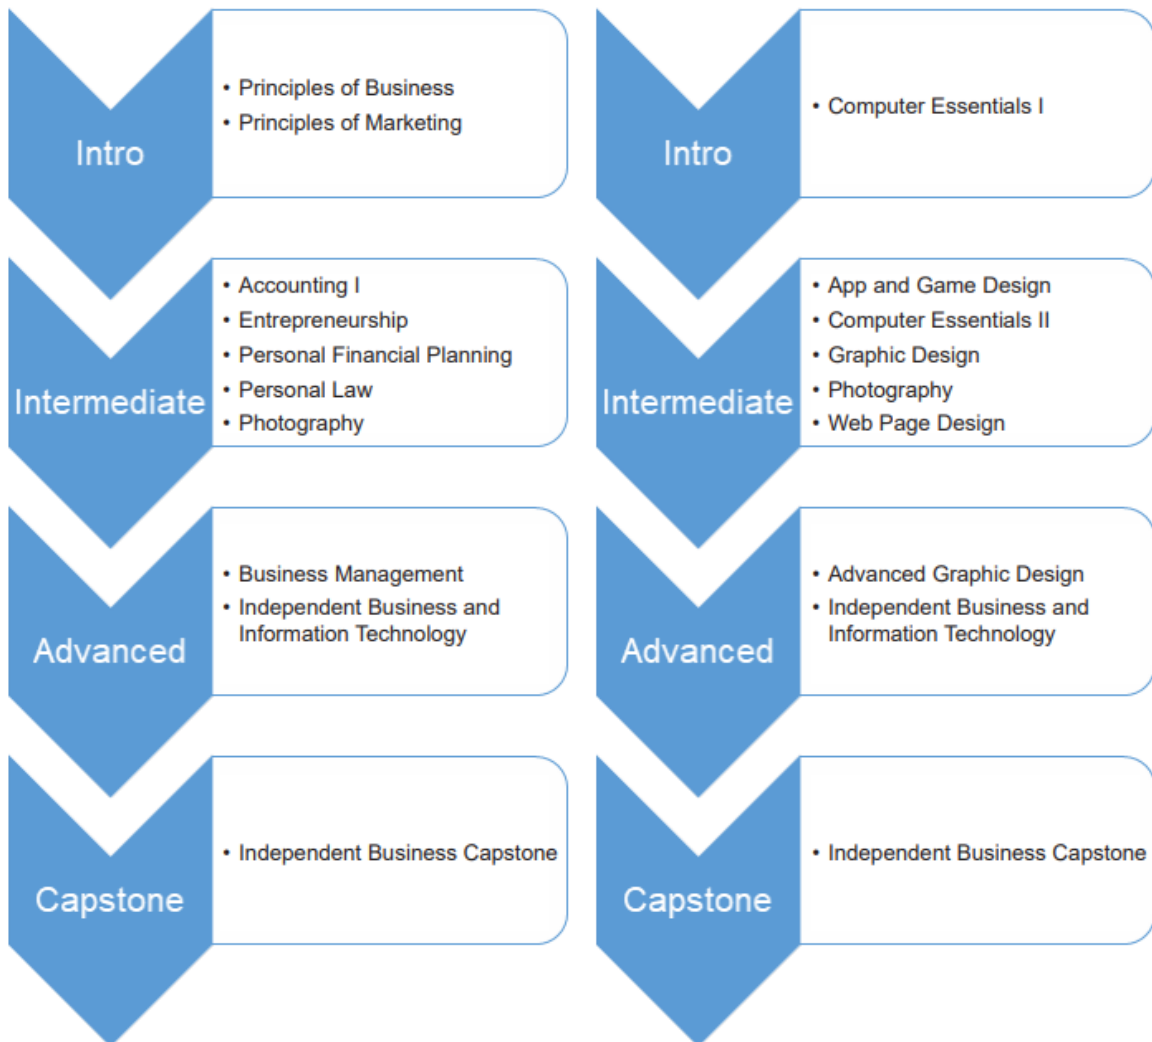 Intro
• Principles of Business
• Principles of Marketing
Intermediate
• Accounting I
• Entrepreneurship
• Personal Financial Planning
• Personal Law
• Photography
Advanced
• Business Management
• Independent Business and
Information Technology
Capstone
• Independent Business Capstone
Intro
• Computer Essentials I
Intermediate
• App and Game Design
• Computer Essentials II
• Graphic Design
• Photography
• Web Page Design
Advanced
• Advanced Graphic Design
• Independent Business and
Information Technology
Capstone
• Independent Business Capstone